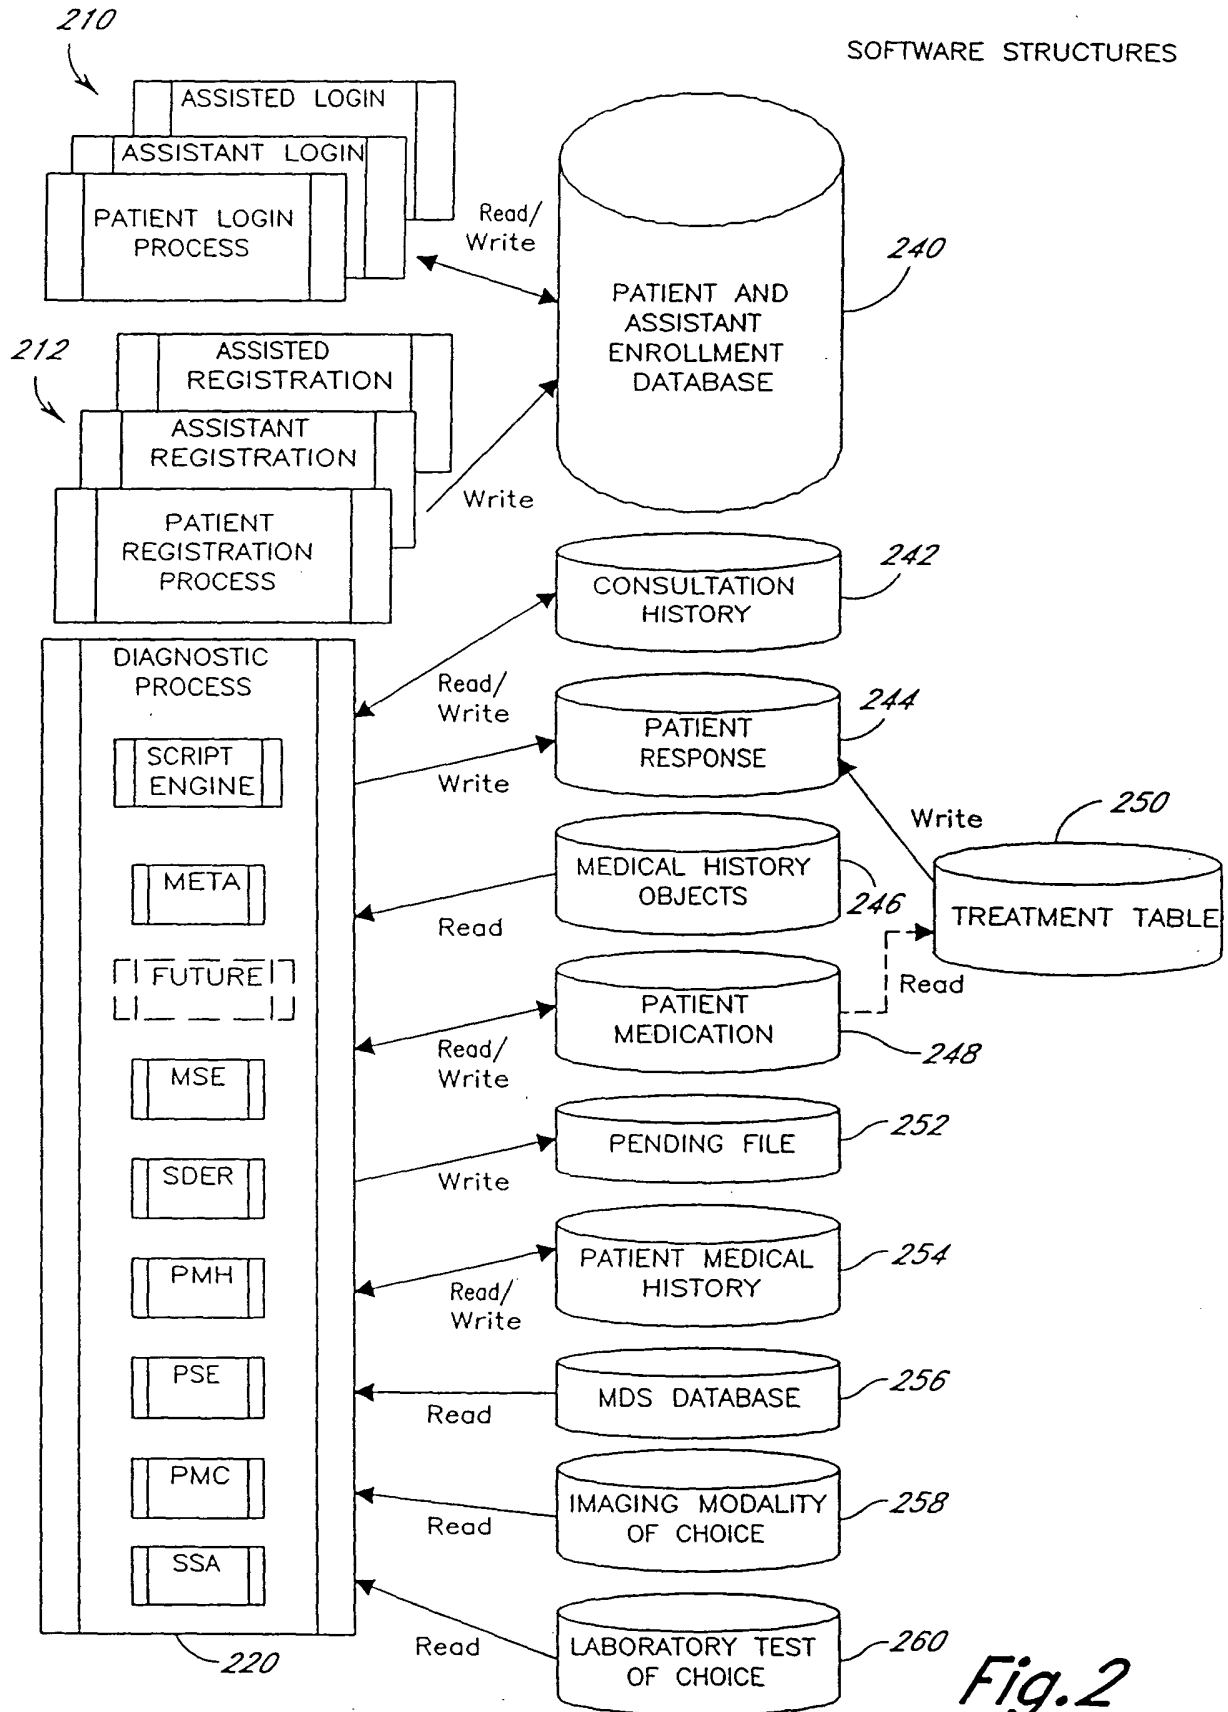 210
SOFTWARE STRUCTURES
ASSISTED LOGIN
ASSISTANT LOGIN
PATIENT LOGIN
PROCESS
Read/
Write
240
PATIENT AND
ASSISTANT
ENROLLMENT
DATABASE
212
ASSISTED
REGISTRATION
ASSISTANT
REGISTRATION
PATIENT
REGISTRATION
PROCESS
Write
242
CONSULTATION
HISTORY
DIAGNOSTIC
PROCESS
Read/
Write
244
PATIENT
RESPONSE
SCRIPT
ENGINE
Write
250
Write
META
MEDICAL HISTORY
OBJECTS
246
Read
TREATMENT TABLE
FUTURE
Read
PATIENT
MEDICATION
248
Read/
Write
MSE
252
PENDING FILE
SDER
Write
254
PATIENT MEDICAL
HISTORY
PMH
Read/
Write
PSE
256
MDS DATABASE
Read
PMC
258
IMAGING MODALITY
OF CHOICE
Read
SSA
260
LABORATORY TEST
OF CHOICE
Read
220
Fig.2